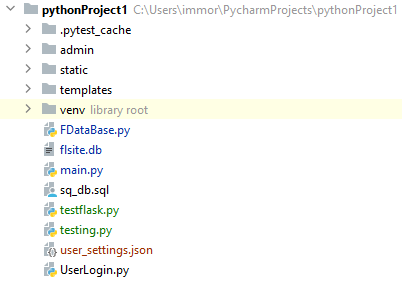 pythonProject1 C:\Users\immor\PycharmProjects\pythonProject1
.pytest_cache
admin
static
templates
venv library root
FDataBase.py
flsite.db
main.py
sq_db.sql
testflask.py
testing.py
user_settings.json
UserLogin.py